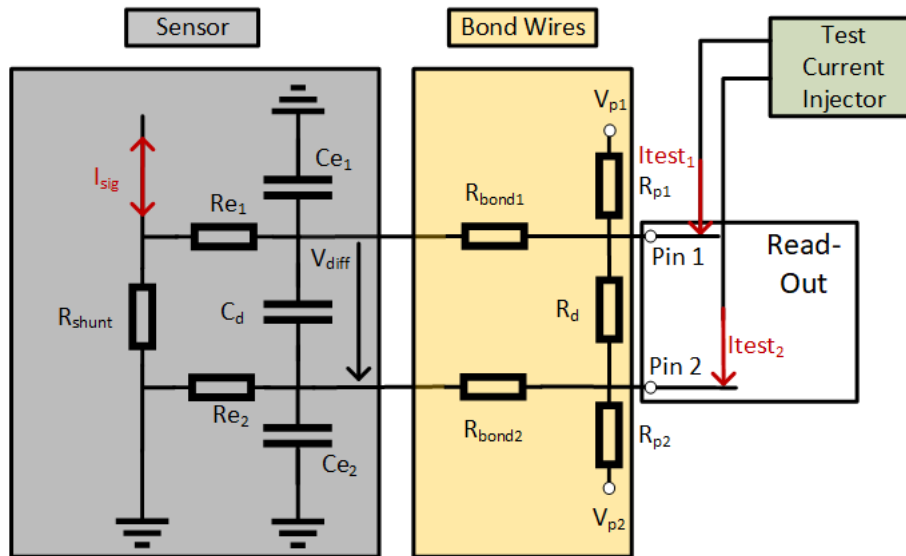 Sensor
Bond Wires
Test
Current
Injector
Vp1
Ce1
Itest1
Isig
Rp1
Re1
Rbond1
Vdiff
Pin 1
Read-
Out
Rshunt
Cd
Rd
Itest2
Pin 2
Re2
Rbond2
Rp2
Ce2
Vp2